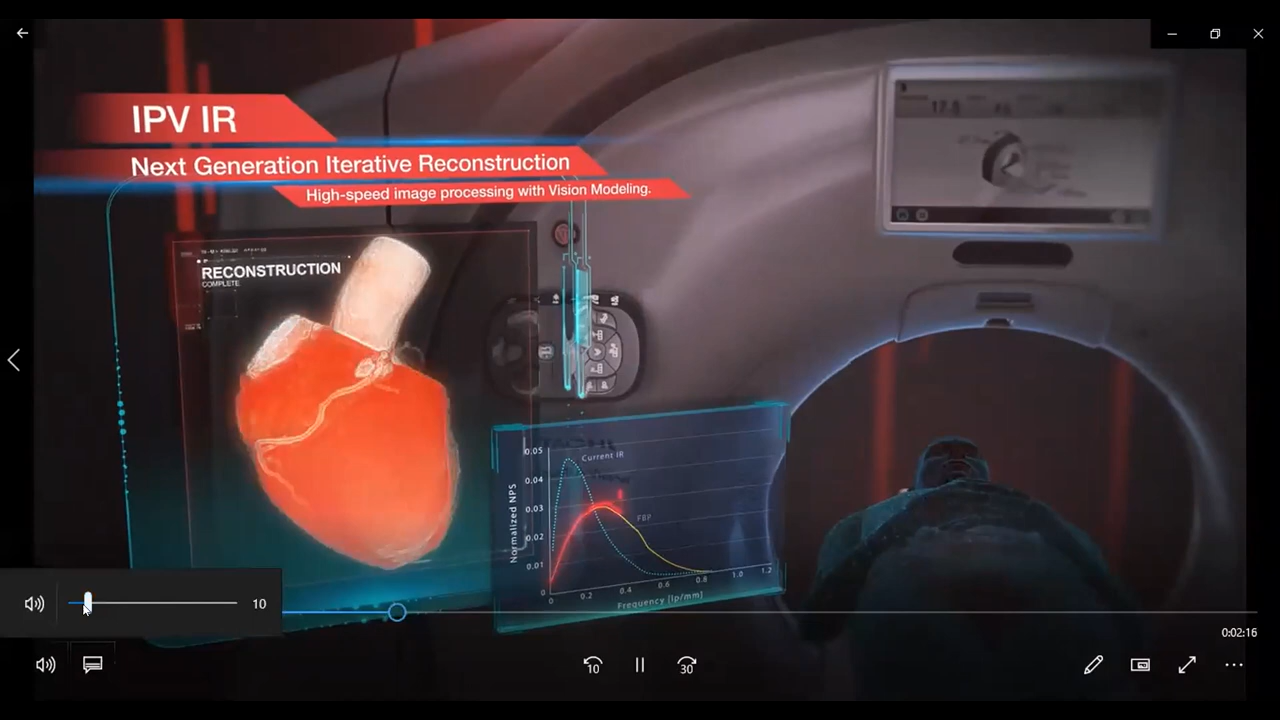 IPV IR
Next Generation Iterative Reconstruction
High-speed image processing with Vision Modeling.
RECONSTRUCTION
COMPLETE
0.05
Current IR
0.04
0.03
FBP
0.02
0.01
Normalized NPS
0 0.2 0.4 0.6 0.8 1.0 1.2
Frequency [lp/mm]
10
0:02:16
10
30